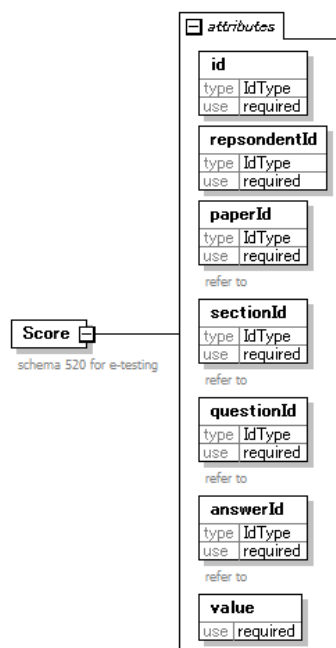 attributes
id
type IdType
use required
repsondentId
type IdType
use required
paperId
type IdType
use required
refer to
Score
schema 520 for e-testing
sectionId
type IdType
use required
refer to
questionId
type IdType
use required
refer to
answerId
type IdType
use required
refer to
value
use required